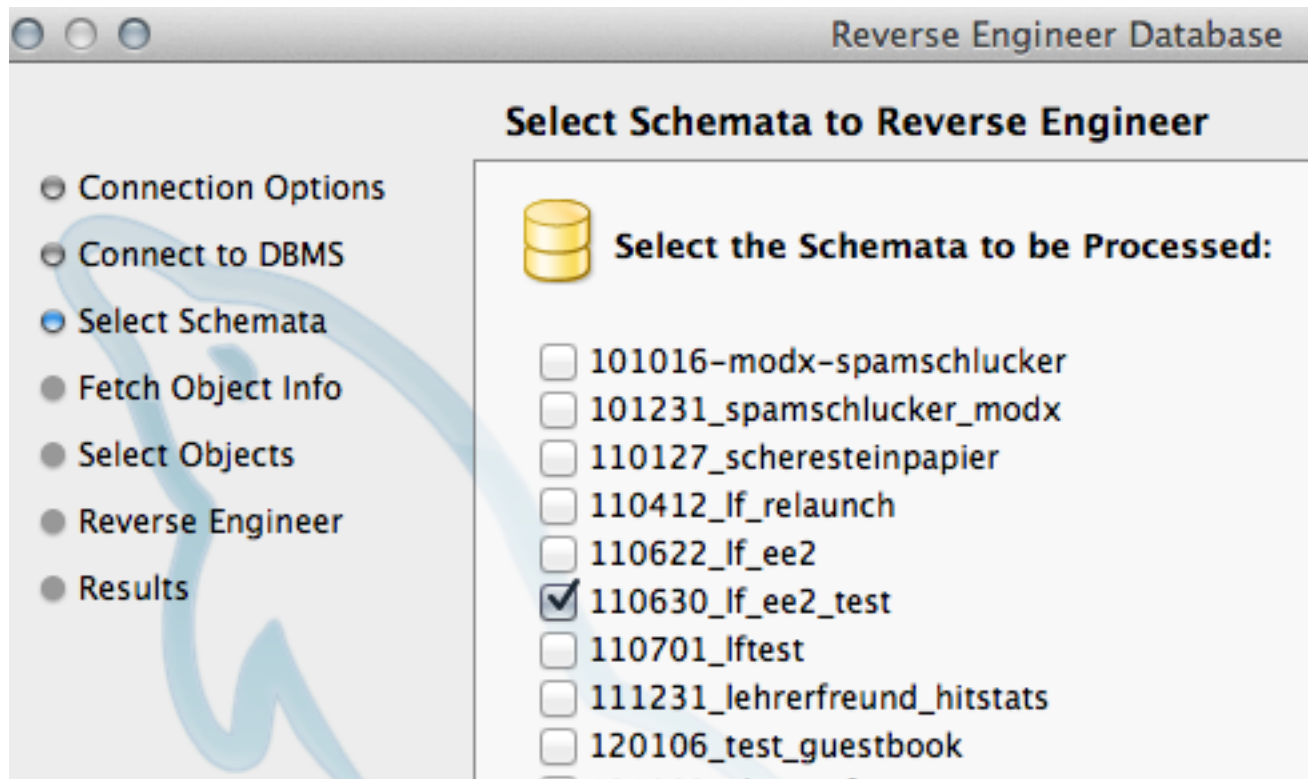 Reverse Engineer Database
Select Schemata to Reverse Engineer
Connection Options
Connect to DBMS
Select Schemata
Fetch Object Info
Select Objects
Reverse Engineer
Results
Select the Schemata to be Processed:
101016-modx-spamschlucker
101231_spamschlucker_modx
110127_scheresteinpapier
110412_lf_relaunch
110622_lf_ee2
110630_lf_ee2_test
110701_lftest
111231_lehrerfreund_hitstats
120106_test_guestbook